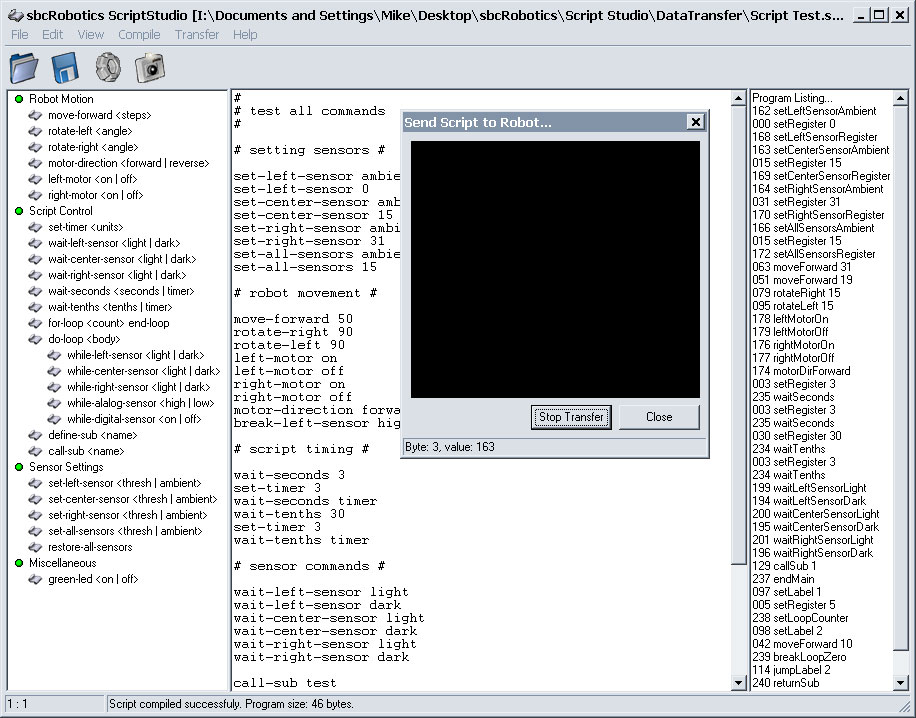 sbcRobotics ScriptStudio [I:\Documents and Settings\Mike\Desktop\sbcRobotics\Script Studio\DataTransfer\Script Test.s...
File Edit View Compile Transfer Help
Robot Motion
move-forward <steps>
rotate-left <angle>
rotate-right <angle>
motor-direction <forward | reverse>
left-motor <on | off>
right-motor <on | off>
Script Control
set-timer <units>
wait-left-sensor <light | dark>
wait-center-sensor <light | dark>
wait-right-sensor <light | dark>
wait-seconds <seconds | timer>
wait-tenths <tenths | timer>
for-loop <count> end-loop
do-loop <body>
while-left-sensor <light | dark>
while-center-sensor <light | dark>
while-right-sensor <light | dark>
while-alalog-sensor <high | low>
while-digital-sensor <on | off>
define-sub <name>
call-sub <name>
Sensor Settings
set-left-sensor <thresh | ambient>
set-center-sensor <thresh | ambient>
set-right-sensor <thresh | ambient>
set-all-sensors <thresh | ambient>
restore-all-sensors
Miscellaneous
green-led <on | off>
#
# test all commands
#
# setting sensors #
set-left-sensor ambie
set-left-sensor 0
set-center-sensor amb
set-center-sensor 15
set-right-sensor ambi
set-right-sensor 31
set-all-sensors ambie
set-all-sensors 15
# robot movement #
move-forward 50
rotate-right 90
rotate-left 90
left-motor on
left-motor off
right-motor on
right-motor off
motor-direction forwa
break-left-sensor hig
# script timing #
wait-seconds 3
set-timer 3
wait-seconds timer
wait-tenths 30
set-timer 3
wait-tenths timer
# sensor commands #
wait-left-sensor light
wait-left-sensor dark
wait-center-sensor light
wait-center-sensor dark
wait-right-sensor light
wait-right-sensor dark
call-sub test
Send Script to Robot...
Stop Transfer Close
Byte: 3, value: 163
Program Listing...
162 setLeftSensorAmbient
000 setRegister 0
168 setLeftSensorRegister
163 setCenterSensorAmbient
015 setRegister 15
169 setCenterSensorRegister
164 setRightSensorAmbient
031 setRegister 31
170 setRightSensorRegister
166 setAllSensorsAmbient
015 setRegister 15
172 setAllSensorsRegister
063 moveForward 31
051 moveForward 19
079 rotateRight 15
095 rotateLeft 15
178 leftMotorOn
179 leftMotorOff
176 rightMotorOn
177 rightMotorOff
174 motorDirForward
003 setRegister 3
235 waitSeconds
003 setRegister 3
235 waitSeconds
030 setRegister 30
234 waitTenths
003 setRegister 3
234 waitTenths
199 waitLeftSensorLight
194 waitLeftSensorDark
200 waitCenterSensorLight
195 waitCenterSensorDark
201 waitRightSensorLight
196 waitRightSensorDark
129 callSub 1
237 endMain
097 setLabel 1
005 setRegister 5
238 setLoopCounter
098 setLabel 2
042 moveForward 10
239 breakLoopZero
114 jumpLabel 2
240 returnSub
1 : 1 Script compiled successfuly. Program size: 46 bytes.